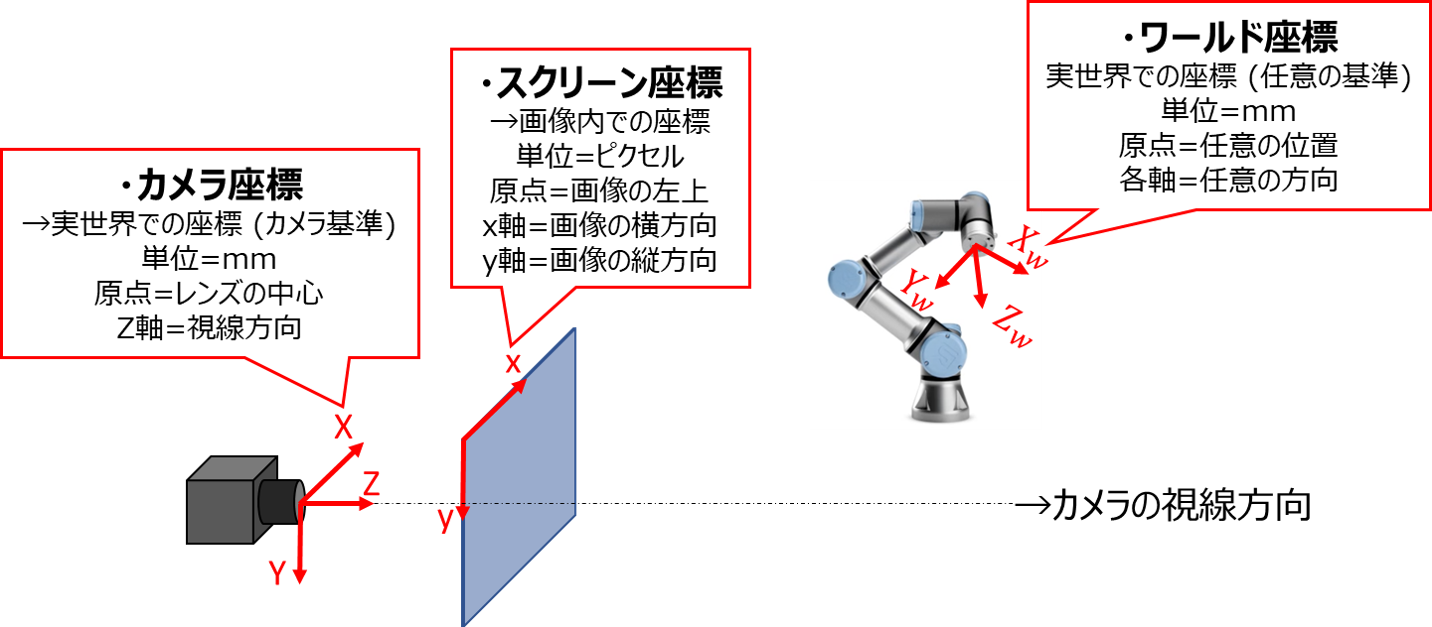 ・カメラ座標
→実世界での座標 (カメラ基準)
単位=mm
原点=レンズの中心
Z軸=視線方向
・スクリーン座標
→画像内での座標
単位=ピクセル
原点=画像の左上
x軸=画像の横方向
y軸=画像の縦方向
・ワールド座標
実世界での座標 (任意の基準)
単位=mm
原点=任意の位置
各軸=任意の方向
X
Z
Y
x
y
Xw
Yw
Zw
→カメラの視線方向